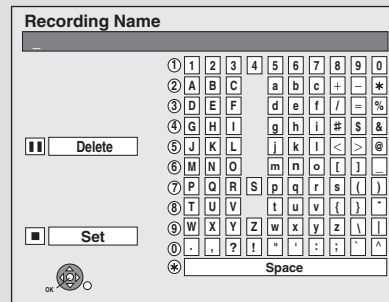 Recording Name
_
① 1 2 3 4 5 6 7 8 9 0
② A B C a b c + − *
③ D E F d e f / = %
④ G H I g h i # $ &
Delete ⑤ J K L j k l < > @
⑥ M N O m n o [ ] _
⑦ P Q R S p q r s ( )
⑧ T U V t u v { } ~
Set ⑨ W X Y Z w x y z \ |
⓪ . , ? ! " ' : ; ` ^
OK ✱ Space